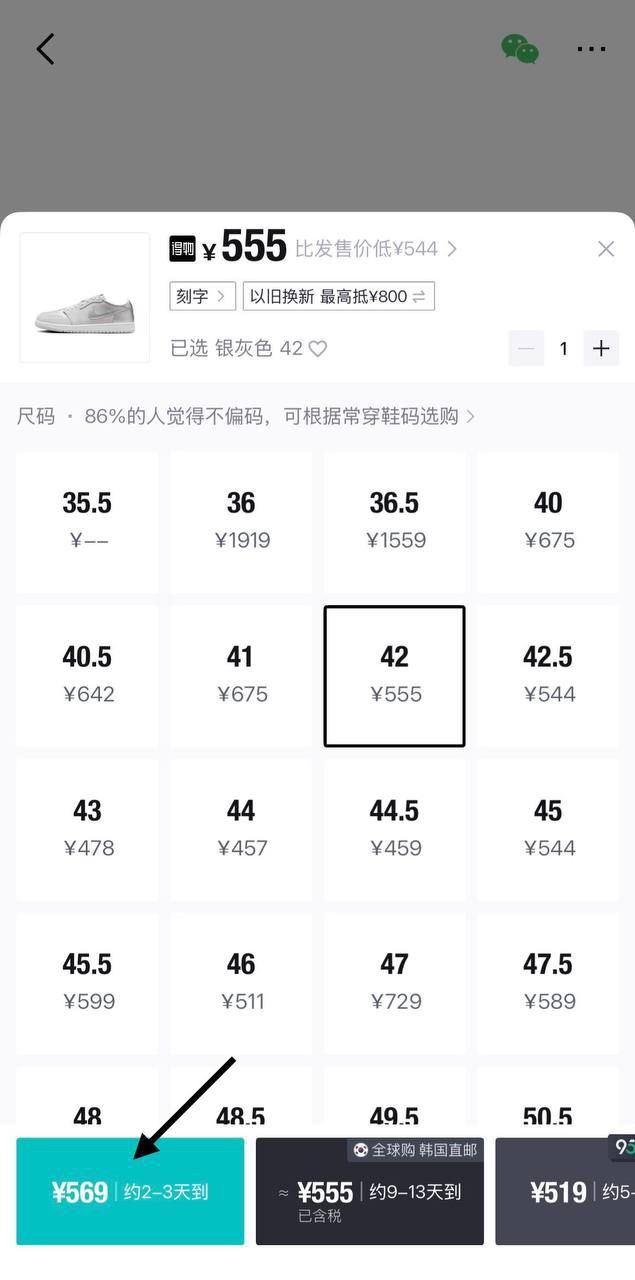 得物 ¥555 比发售价低¥544
刻字 以旧换新 最高抵¥800
已选 银灰色 42
1
尺码 · 86%的人觉得不偏码，可根据常穿鞋码选购
35.5 36 36.5 40
¥-- ¥1919 ¥1559 ¥675
40.5 41 42 42.5
¥642 ¥675 ¥555 ¥544
43 44 44.5 45
¥478 ¥457 ¥459 ¥544
45.5 46 47 47.5
¥599 ¥511 ¥729 ¥589
48 48.5 49.5 50.5
全球购 韩国直邮
¥569 约2-3天到 ≈ ¥555 约9-13天到 ¥519 约5-
已含税